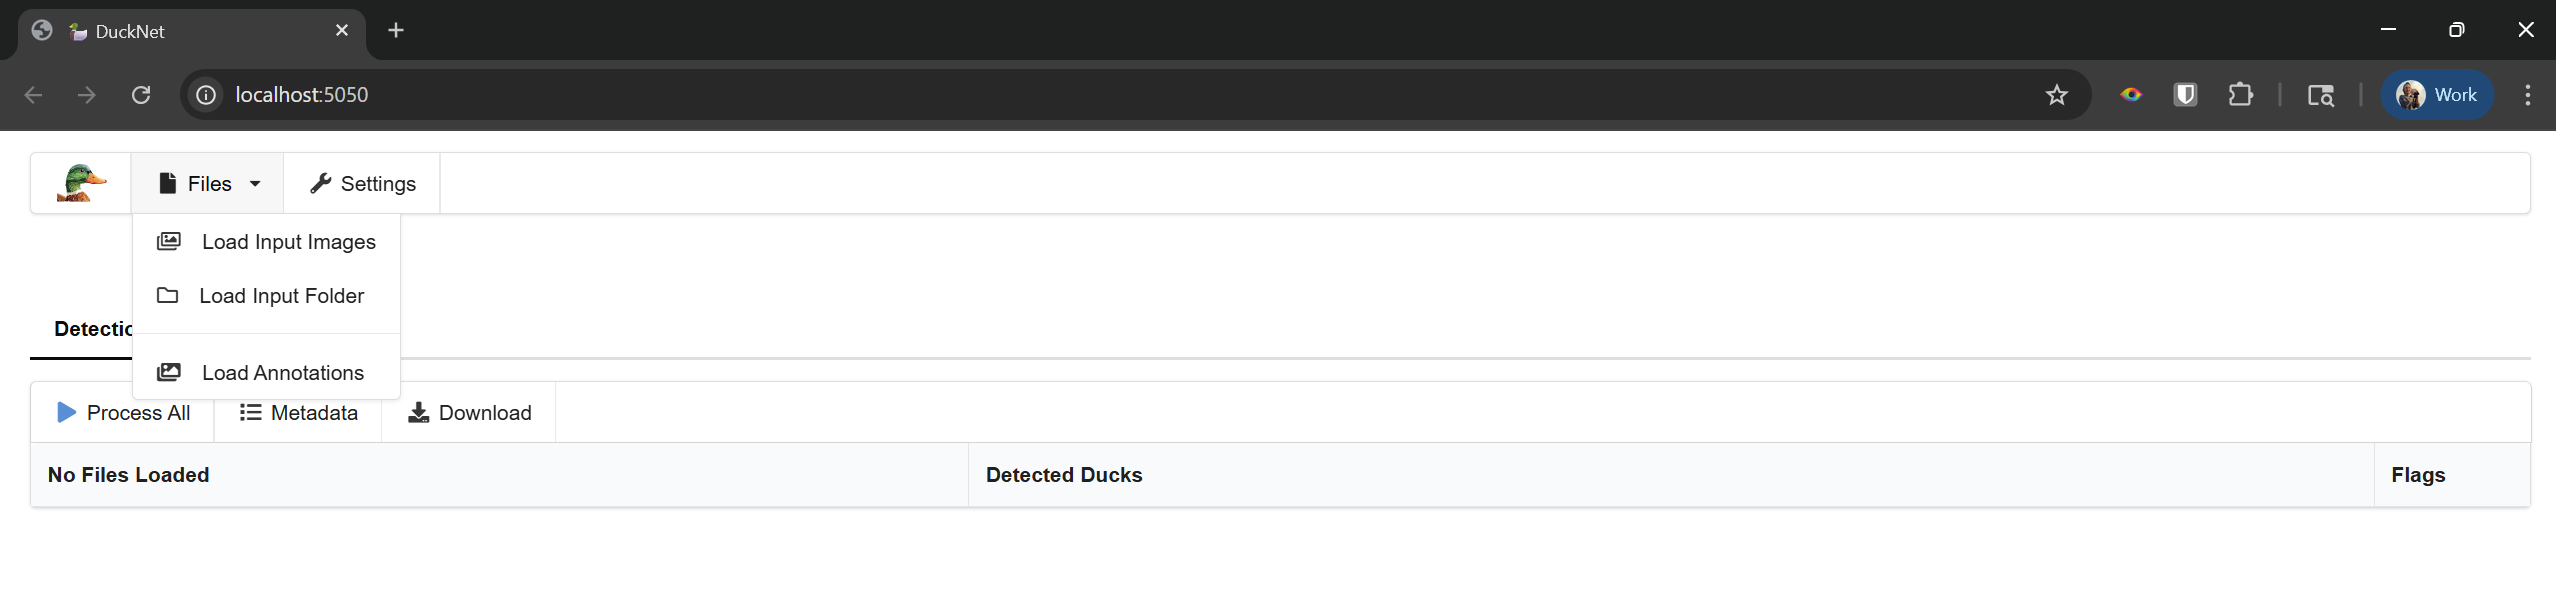 DuckNet
localhost:5050
Work
Files
Settings
Load Input Images
Load Input Folder
Detectio
Load Annotations
Process All
Metadata
Download
No Files Loaded
Detected Ducks
Flags